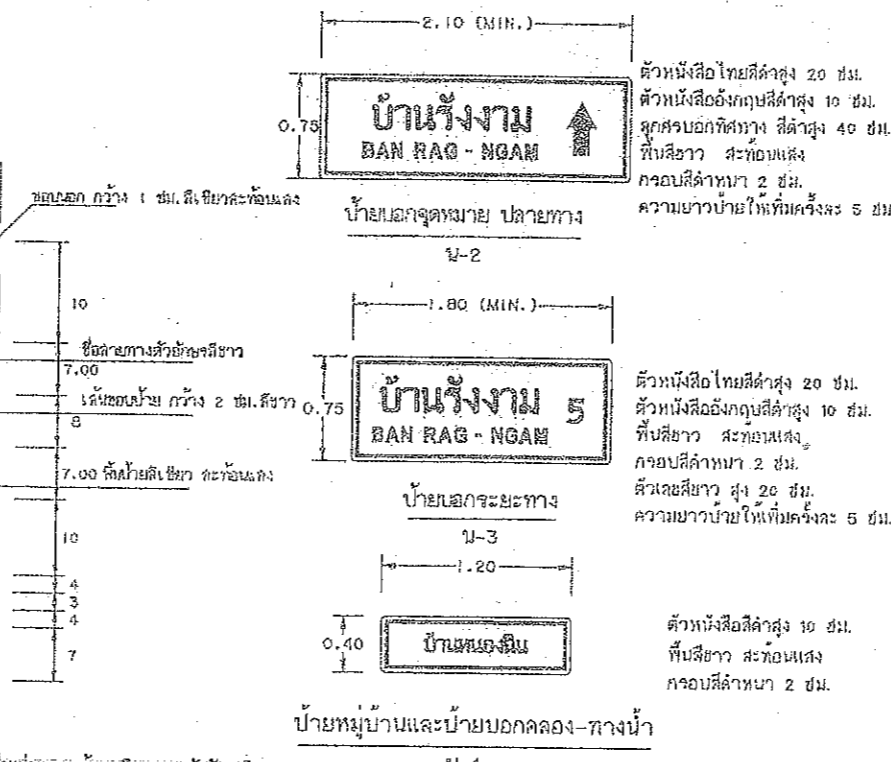 2.10 (MIN.)
0.75
บ้านรังงาม
BAN RAG - NGAM
ตัวหนังสือไทยสีดำสูง 20 ซม.
ตัวหนังสืออังกฤษสีดำสูง 10 ซม.
ลูกศรบอกทิศทาง สีดำสูง 40 ซม.
พื้นสีขาว สะท้อนแสง
กรอบสีดำหนา 2 ซม.
ความยาวป้ายให้เพิ่มครั้งละ 5 ซม
ป้ายบอกจุดหมาย ปลายทาง
น-2
ขอบนอก กว้าง 1 ซม. สีเขียวสะท้อนแสง
10
ชื่อสายทางตัวอักษรสีขาว
7.00
เส้นขอบป้าย กว้าง 2 ซม. สีขาว
8
7.00 พื้นป้ายสีเขียว สะท้อนแสง
10
4
3
4
7
1.80 (MIN.)
0.75
บ้านรังงาม 5
BAN RAG - NGAM
ตัวหนังสือไทยสีดำสูง 20 ซม.
ตัวหนังสืออังกฤษสีดำสูง 10 ซม.
พื้นสีขาว สะท้อนแสง
กรอบสีดำหนา 2 ซม.
ตัวเลขสีขาว สูง 20 ซม.
ความยาวป้ายให้เพิ่มครั้งละ 5 ซม.
ป้ายบอกระยะทาง
น-3
1.20
0.40
ตัวหนังสือสีดำสูง 10 ซม.
พื้นสีขาว สะท้อนแสง
กรอบสีดำหนา 2 ซม.
ป้ายหมู่บ้านและป้ายบอกคลอง-ทางน้ำ